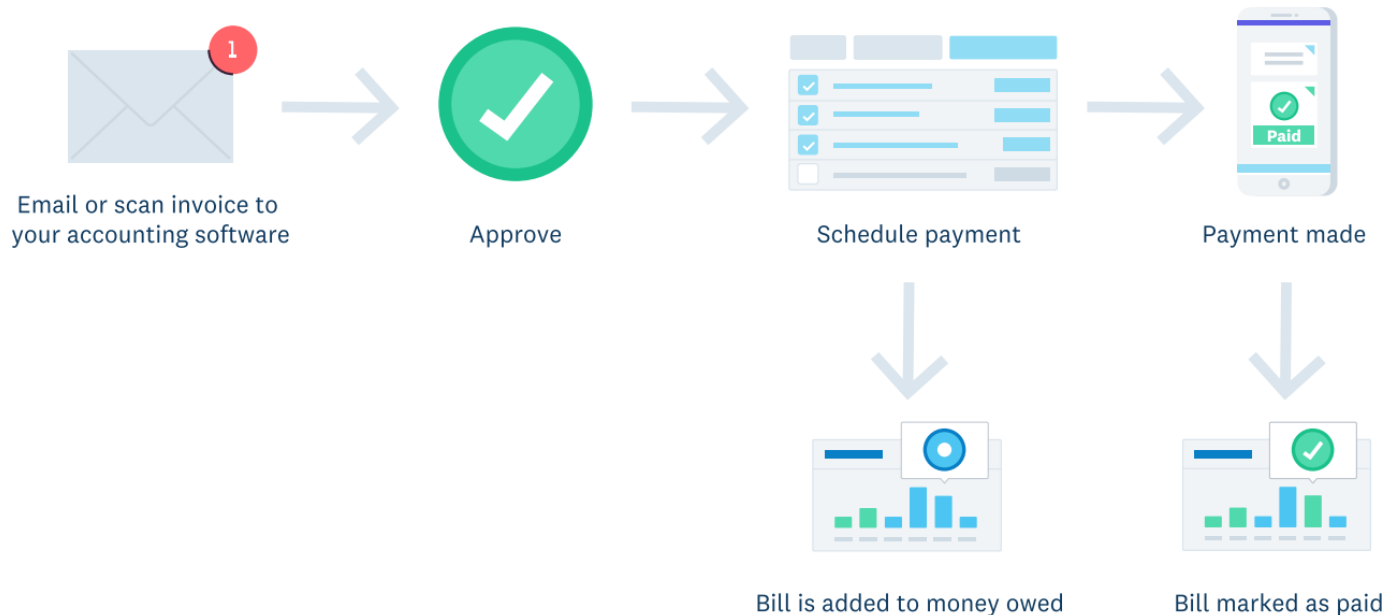 1
Paid
Email or scan invoice to
your accounting software
Approve
Schedule payment
Payment made
Bill is added to money owed
Bill marked as paid